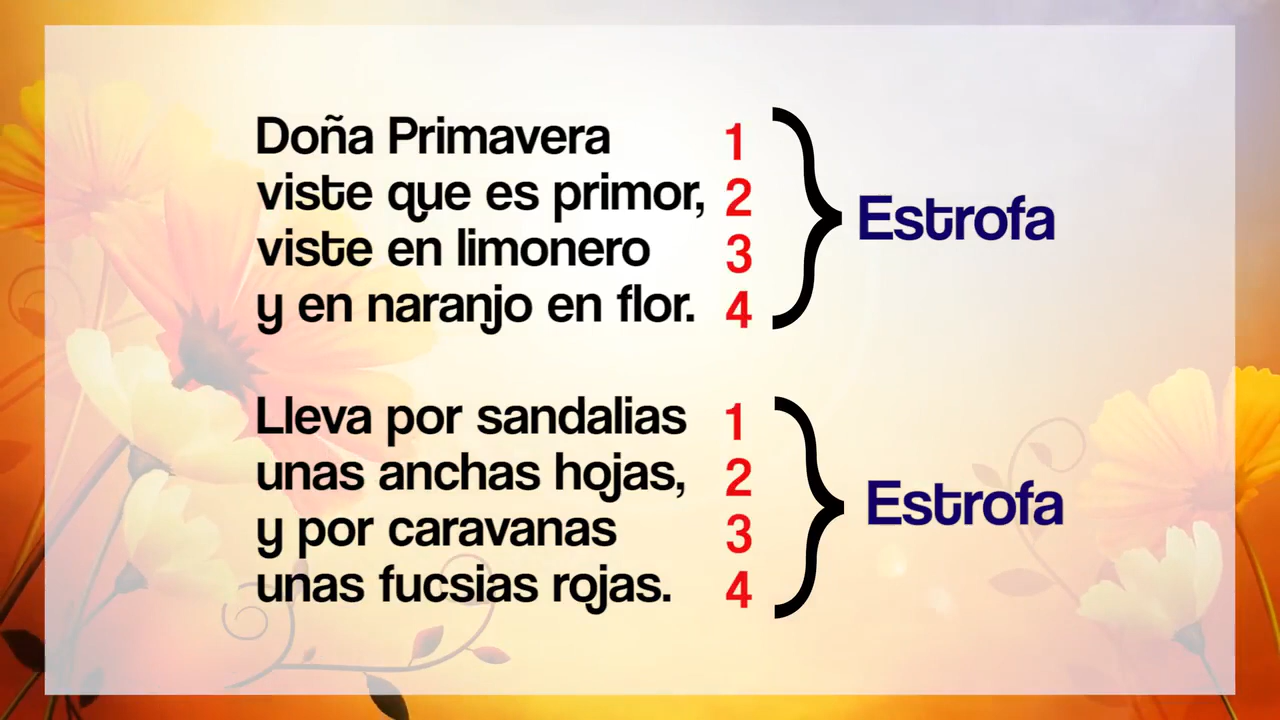 Doña Primavera 1
viste que es primor, 2
viste en limonero 3
y en naranjo en flor. 4
Estrofa
Lleva por sandalias 1
unas anchas hojas, 2
y por caravanas 3
unas fucsias rojas. 4
Estrofa